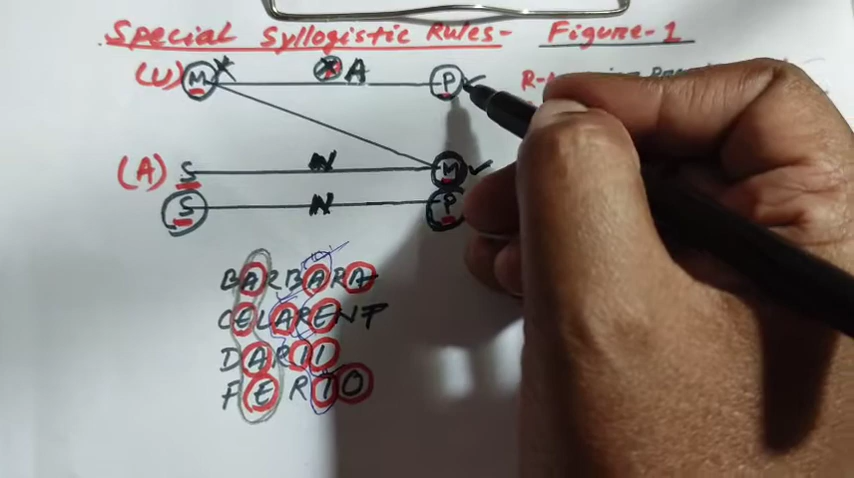 Special Syllogistic Rules- Figure-1
(U) M * * A P ✓ R-
(A) S N M ✓
S N P
BARBARA
CELARENT
DARII
FERIO